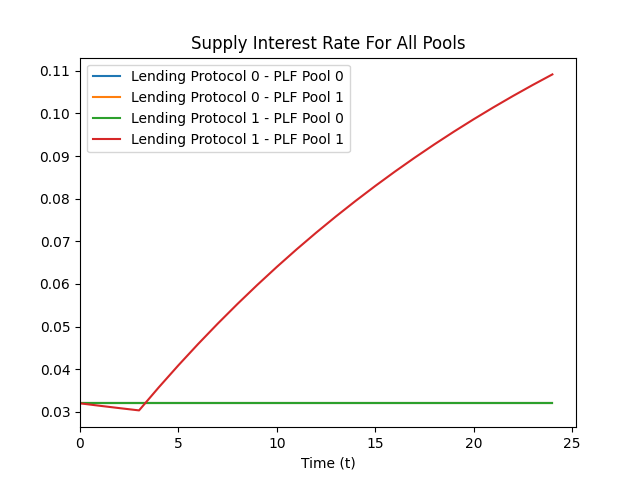 Supply Interest Rate For All Pools
Lending Protocol 0 - PLF Pool 0
Lending Protocol 0 - PLF Pool 1
Lending Protocol 1 - PLF Pool 0
Lending Protocol 1 - PLF Pool 1
0.11
0.10
0.09
0.08
0.07
0.06
0.05
0.04
0.03
0 5 10 15 20 25
Time (t)